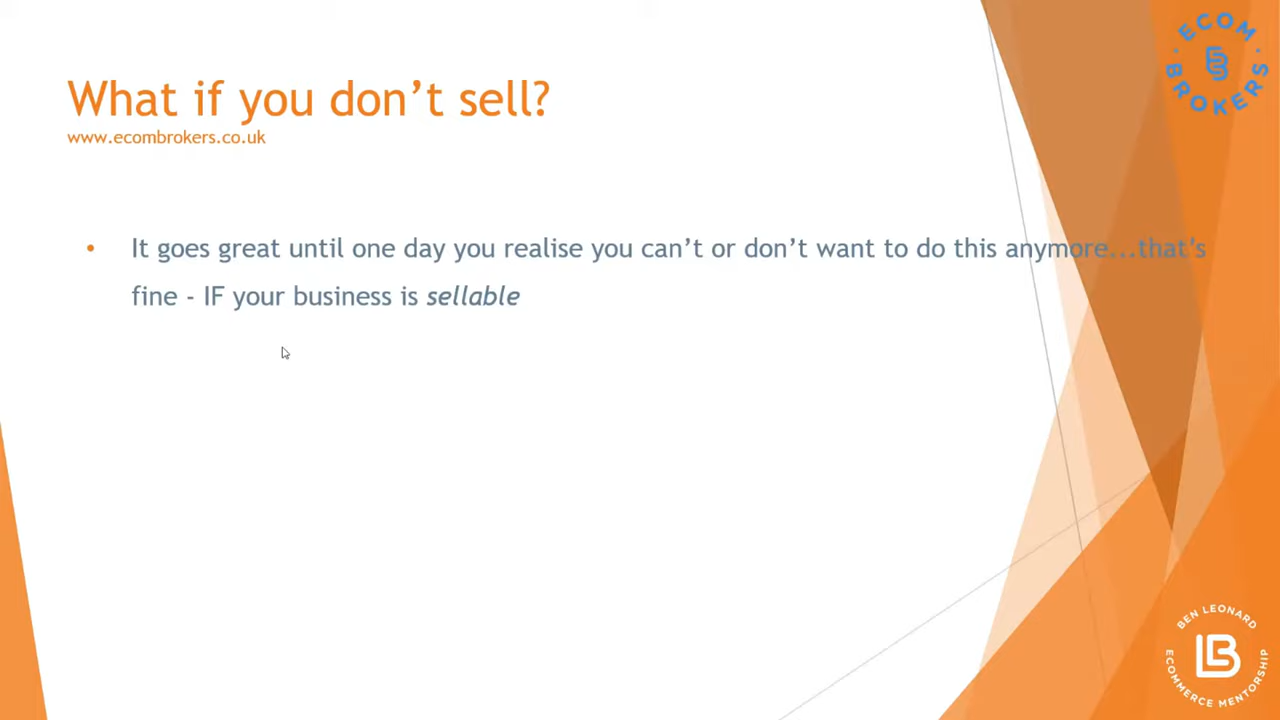 What if you don't sell?
www.ecombrokers.co.uk
• It goes great until one day you realise you can't or don't want to do this anymore...that's
fine - IF your business is sellable
ECOM
BROKERS
BEN LEONARD
LB
ECOMMERCE MENTORSHIP